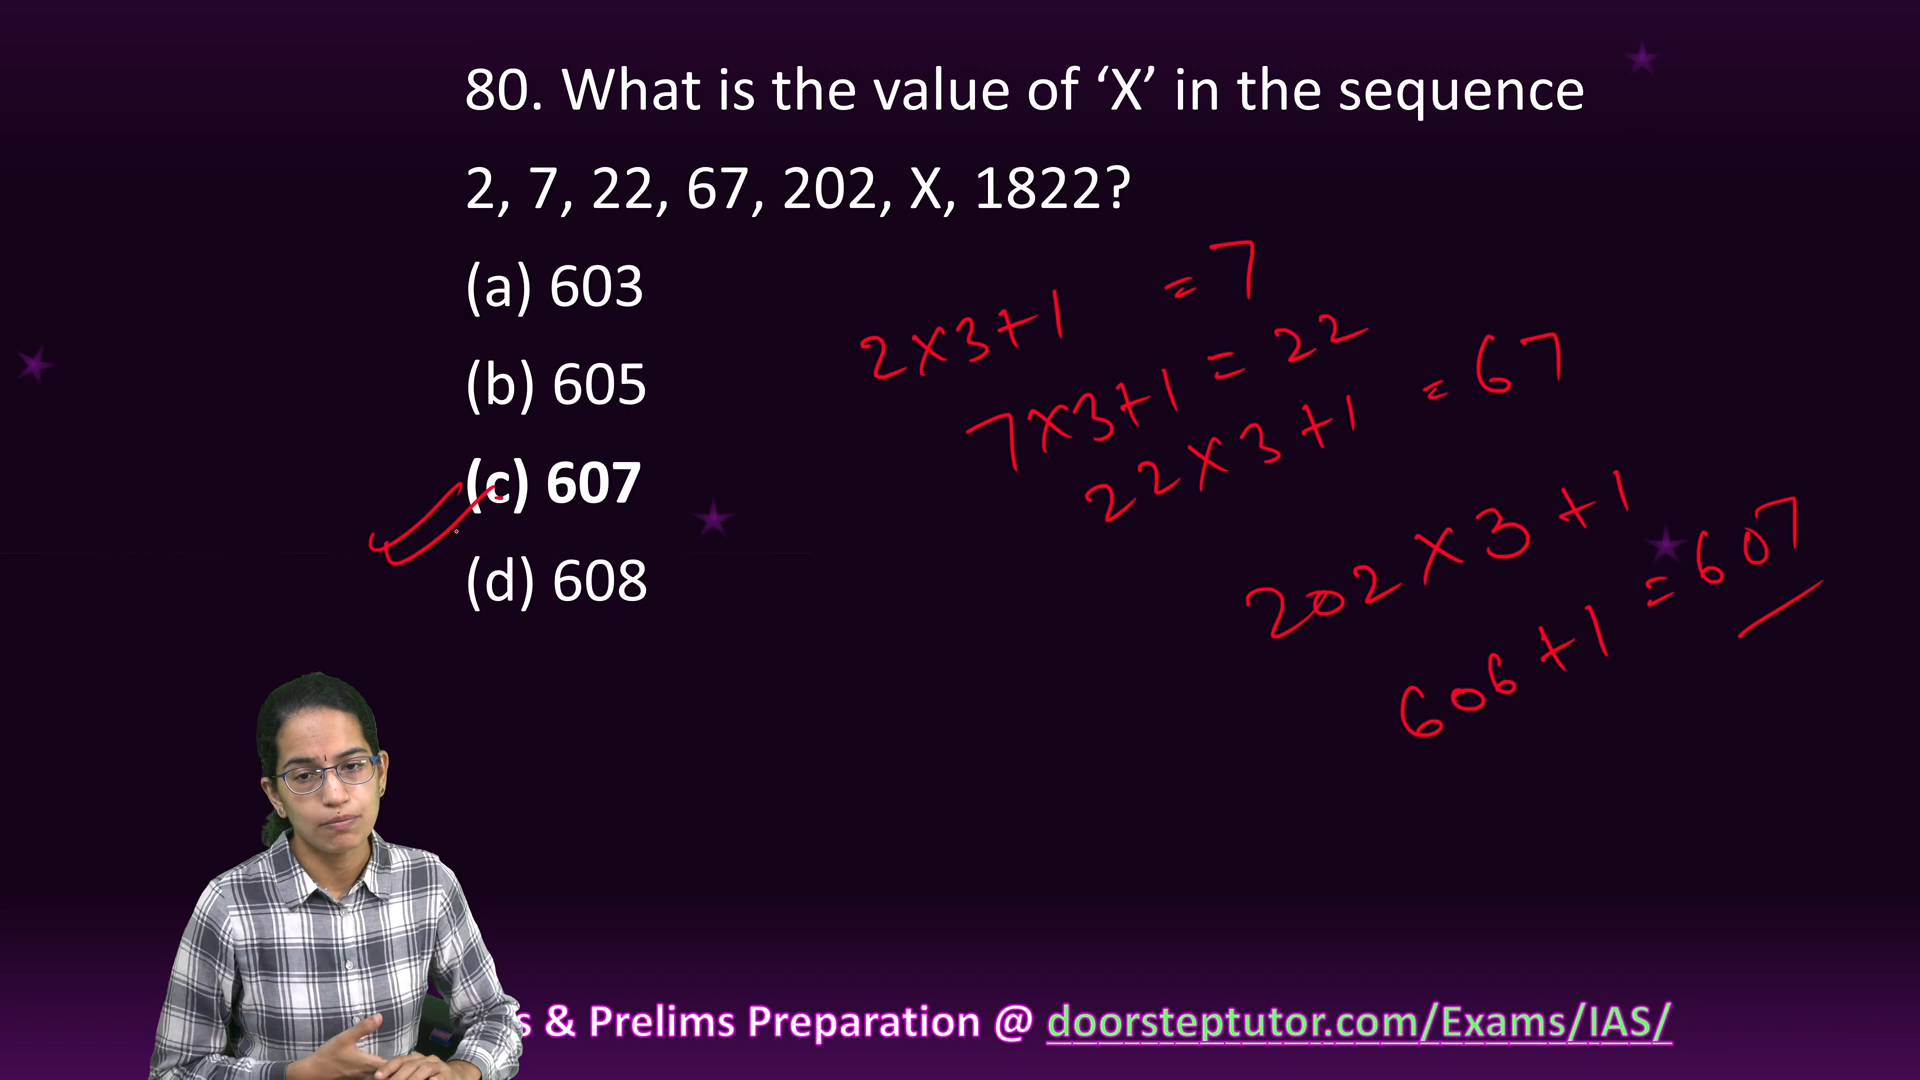 80. What is the value of ‘X’ in the sequence
2, 7, 22, 67, 202, X, 1822?
(a) 603
(b) 605
(c) 607
(d) 608
2×3+1 = 7
7×3+1 = 22
22×3+1 = 67
202×3+1
606+1 = 607
& Prelims Preparation @ doorsteptutor.com/Exams/IAS/